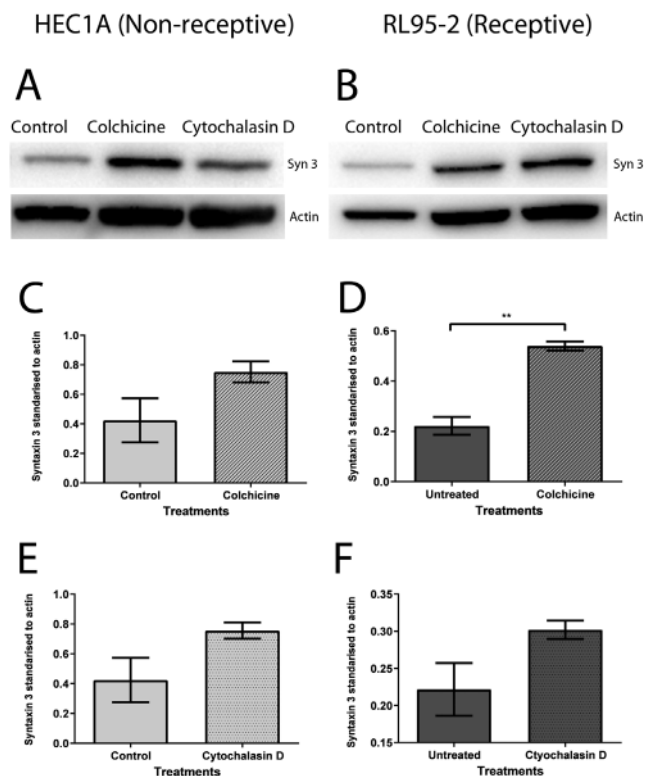 HEC1A (Non-receptive) RL95-2 (Receptive)
A
Control Colchicine Cytochalasin D
Syn 3
Actin
B
Control Colchicine Cytochalasin D
Syn 3
Actin
C
Syntaxin 3 standarised to actin
1.0
0.8
0.6
0.4
0.2
0.0
Control Colchicine
Treatments
D
**
Syntaxin 3 standarised to actin
0.6
0.4
0.2
0.0
Untreated Colchicine
Treatments
E
Syntaxin 3 standarised to actin
1.0
0.8
0.6
0.4
0.2
0.0
Control Cytochalasin D
Treatments
F
Syntaxin 3 standarised to actin
0.35
0.30
0.25
0.20
0.15
Untreated Ctyochalasin D
Treatments